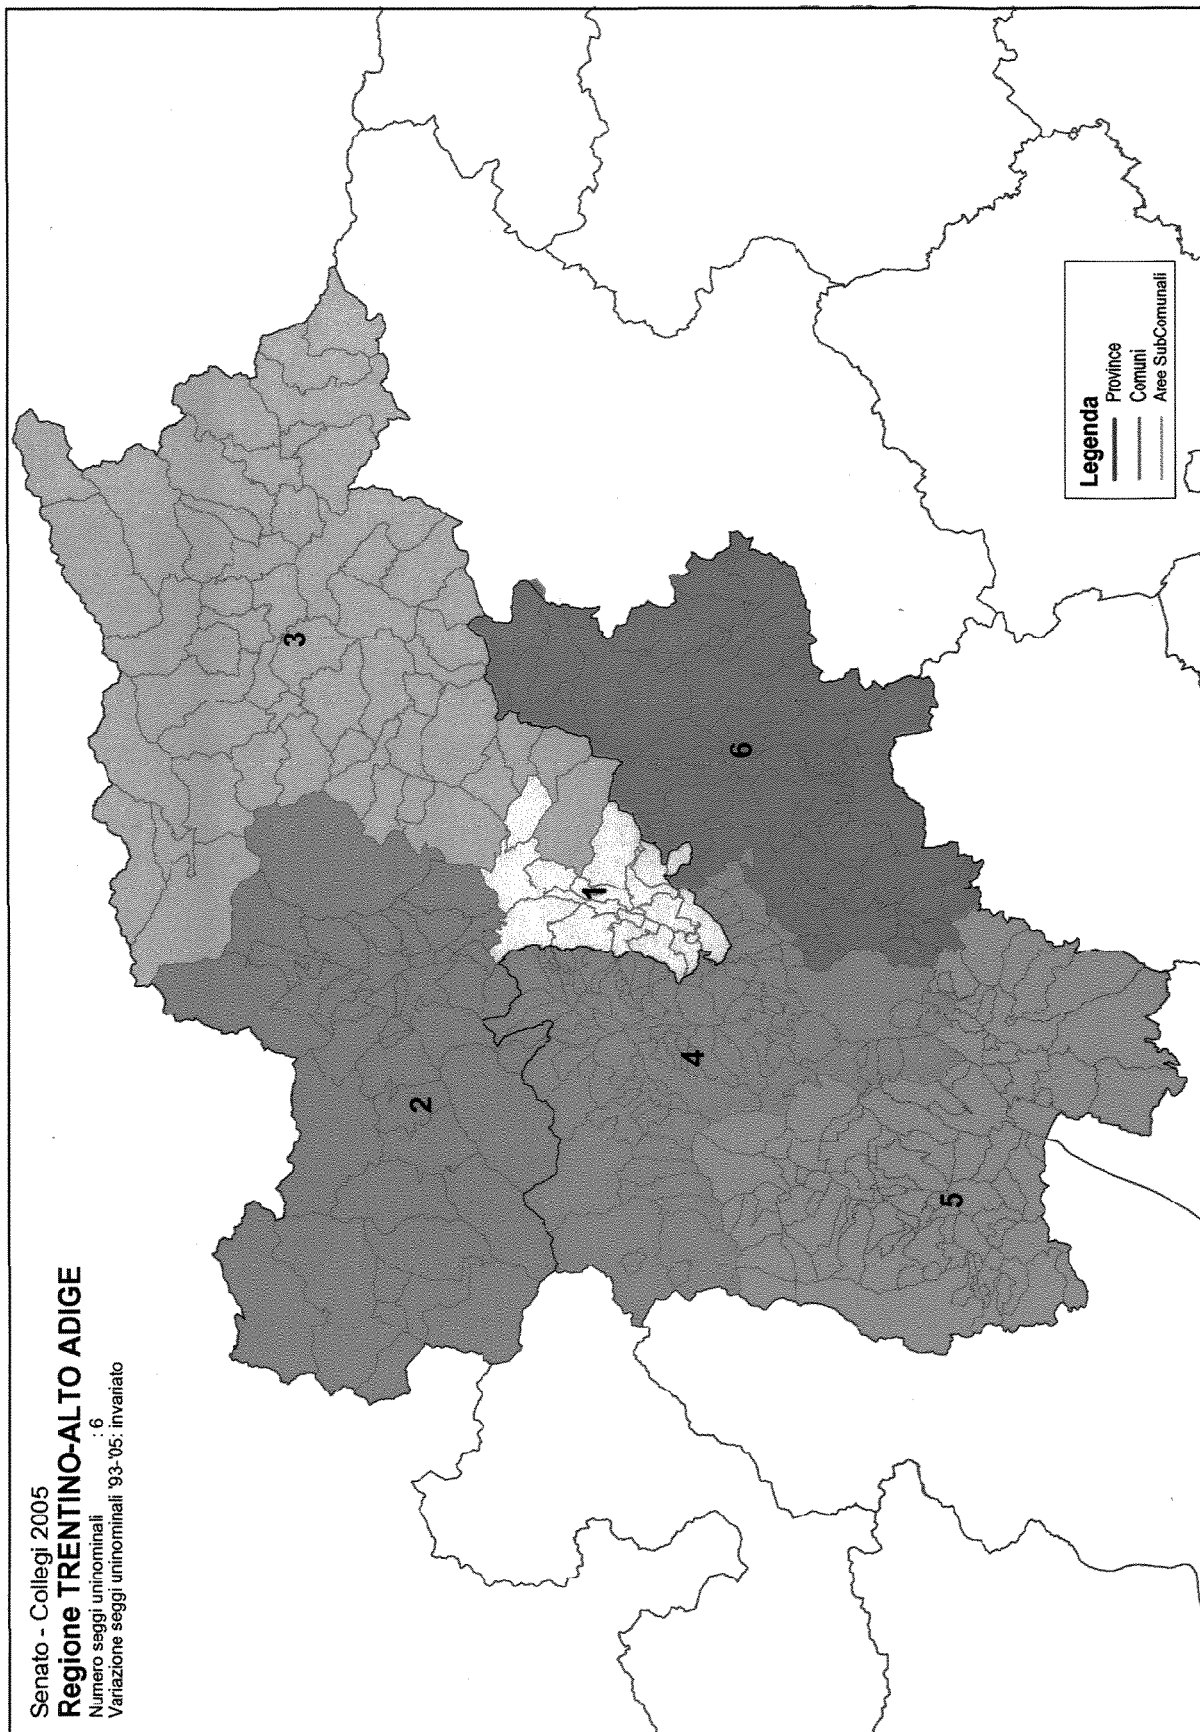 Senato - Collegi 2005
Regione TRENTINO-ALTO ADIGE
Numero seggi uninominali : 6
Variazione seggi uninominali '93-'05: invariato
3
2
1
6
4
5
Legenda
Province
Comuni
Aree SubComunali